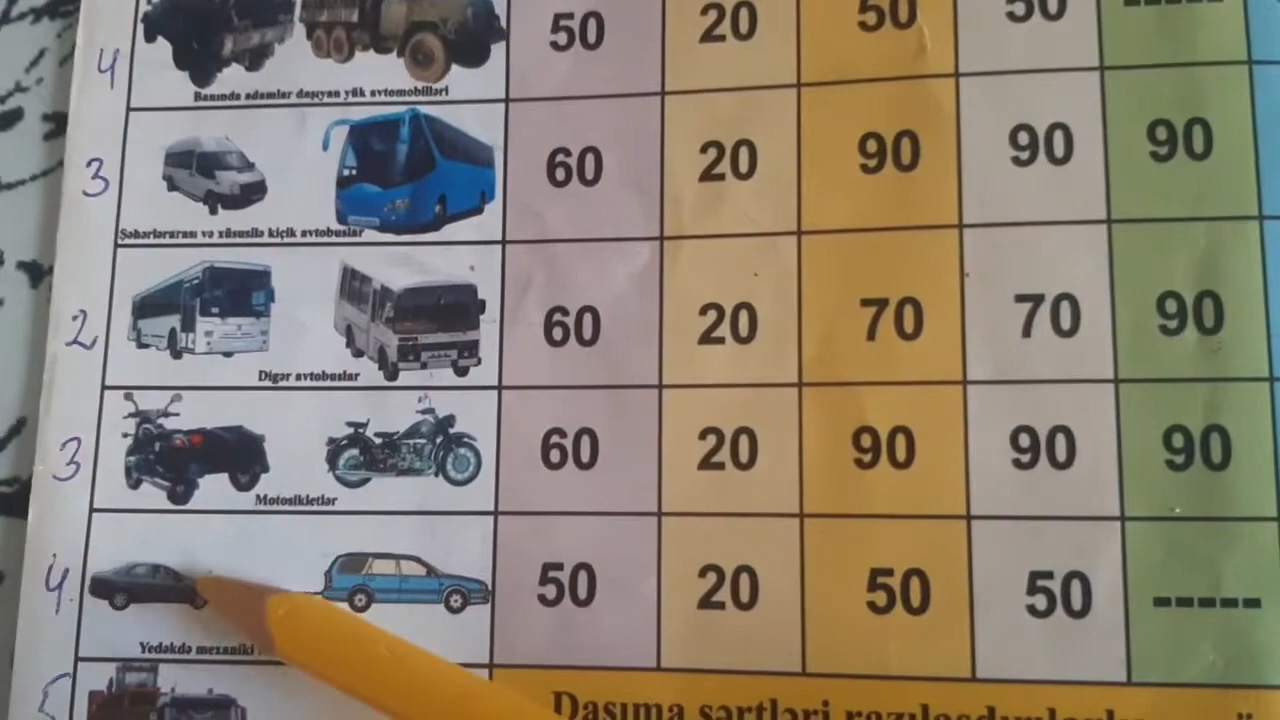 4 50 20 50 50 -----
Banında adamlar daşıyan yük avtomobilləri
3 60 20 90 90 90
Şəhərlərarası və xüsusilə kiçik avtobuslar
2 60 20 70 70 90
Digər avtobuslar
3 60 20 90 90 90
Motosikletlər
4. 50 20 50 50 -----
Yedəkdə mexaniki
5
Daşıma şərtləri